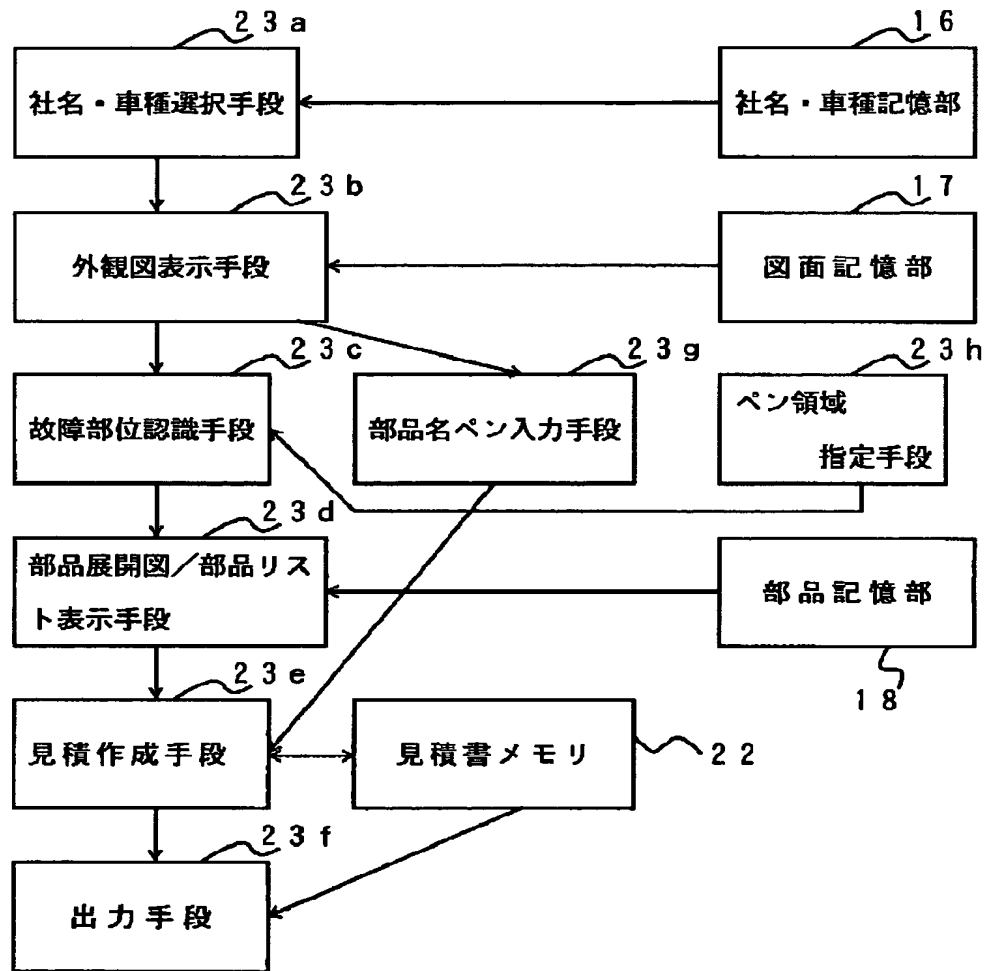 23a
16
社名・車種選択手段
社名・車種記憶部
23b
17
外観図表示手段
図面記憶部
23c
23g
23h
故障部位認識手段
部品名ペン入力手段
ペン領域
指定手段
23d
部品展開図／部品リス
ト表示手段
部品記憶部
18
23e
見積作成手段
見積書メモリ
22
23f
出力手段